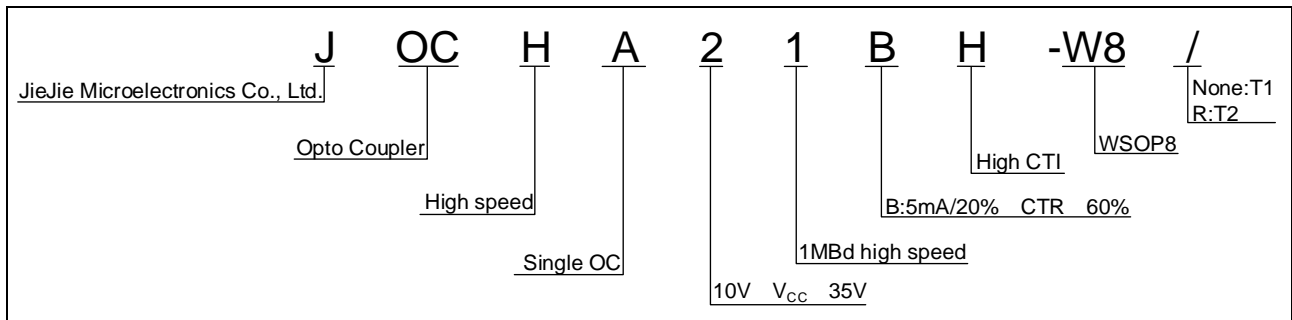 J OC H A 2 1 B H -W8 /
JieJie Microelectronics Co., Ltd.
None:T1
R:T2
Opto Coupler
WSOP8
High CTI
High speed
B:5mA/20% CTR 60%
Single OC
1MBd high speed
10V VCC 35V